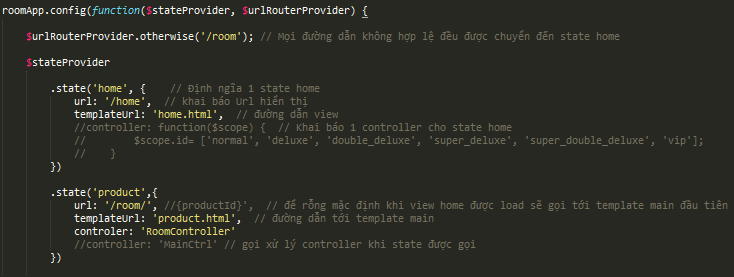 roomApp.config(function($stateProvider, $urlRouterProvider) {
$urlRouterProvider.otherwise('/room'); // Mọi đường dẫn không hợp lệ đều được chuyển đến state home
$stateProvider
.state('home', { // Định ngĩa 1 state home
url: '/home', // khai báo Url hiển thị
templateUrl: 'home.html', // đường dẫn view
//controller: function($scope) { // Khai báo 1 controller cho state home
// $scope.id= ['normal', 'deluxe', 'double_deluxe', 'super_deluxe', 'super_double_deluxe', 'vip'];
// }
})
.state('product',{
url: '/room/', //{productId}', // để rỗng mặc định khi view home được load sẽ gọi tới template main đầu tiên
templateUrl: 'product.html', // đường dẫn tới template main
controler: 'RoomController'
//controller: 'MainCtrl' // gọi xử lý controller khi state được gọi
})